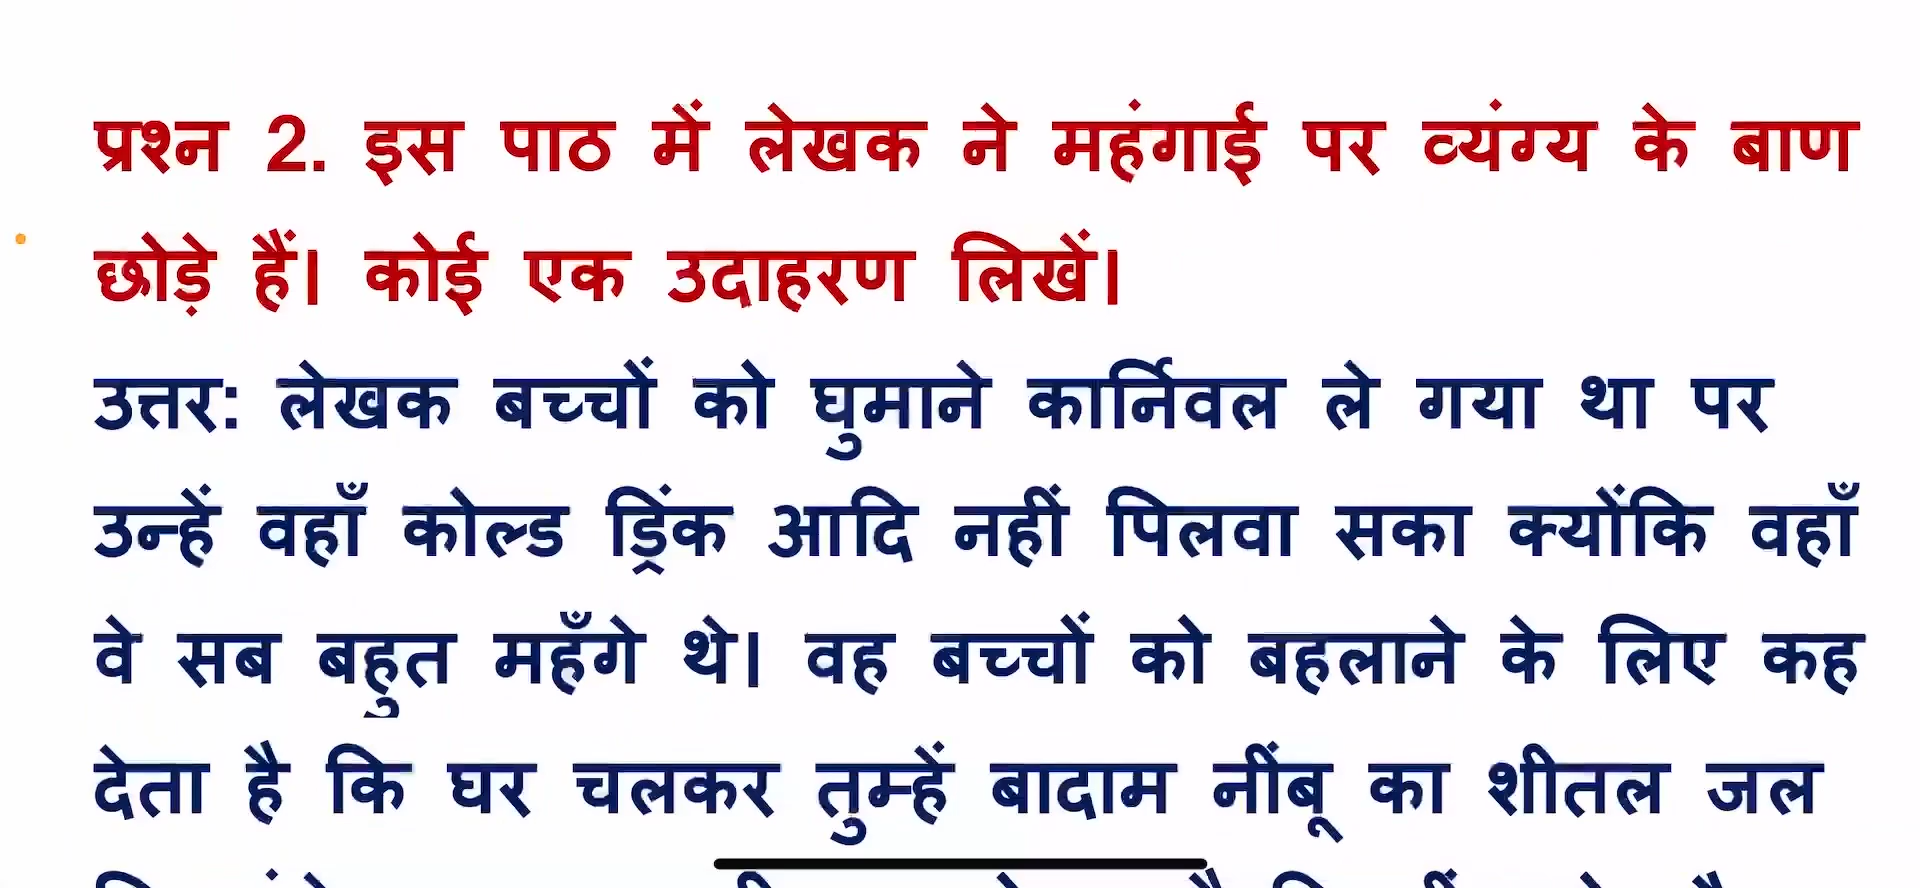 प्रश्न 2. इस पाठ में लेखक ने महंगाई पर व्यंग्य के बाण
छोड़े हैं। कोई एक उदाहरण लिखें।
उत्तर: लेखक बच्चों को घुमाने कार्निवल ले गया था पर
उन्हें वहाँ कोल्ड ड्रिंक आदि नहीं पिलवा सका क्योंकि वहाँ
वे सब बहुत महँगे थे। वह बच्चों को बहलाने के लिए कह
देता है कि घर चलकर तुम्हें बादाम नींबू का शीतल जल